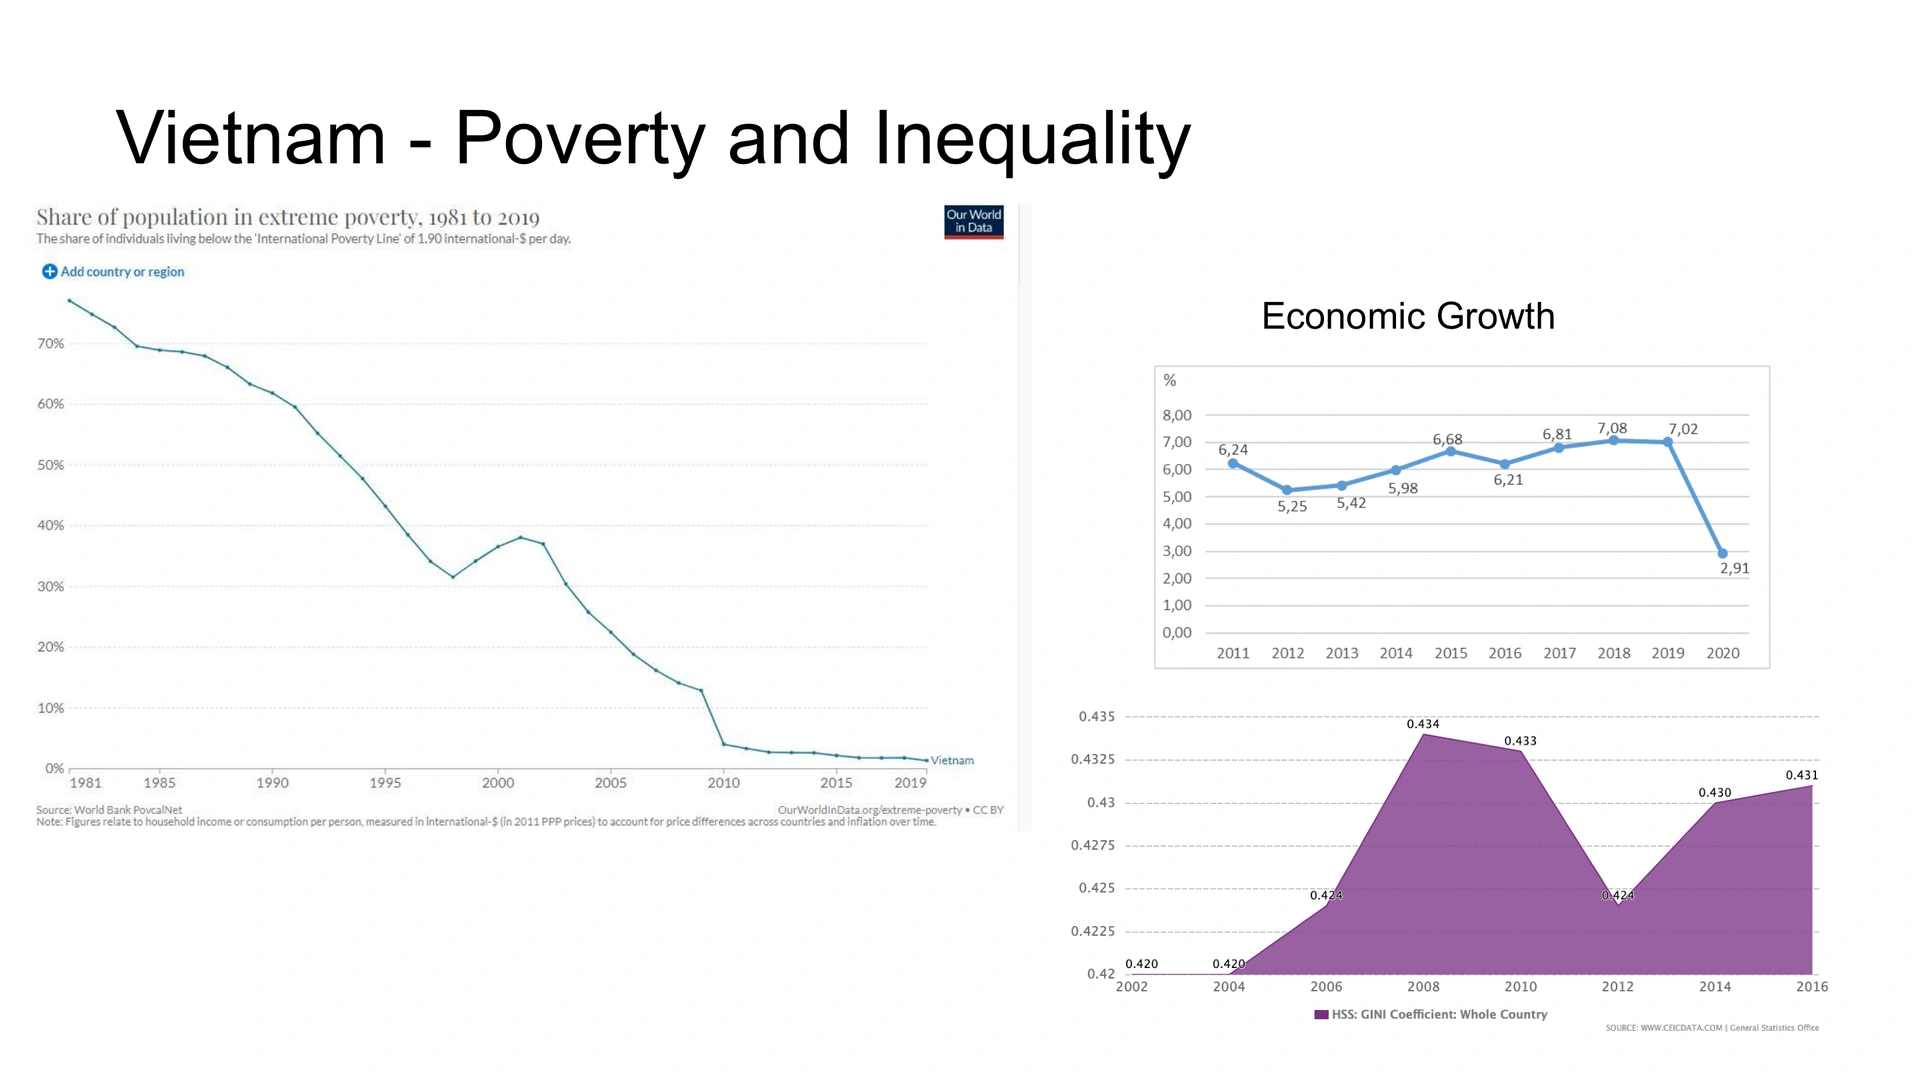 Vietnam - Poverty and Inequality
Share of population in extreme poverty, 1981 to 2019
The share of individuals living below the 'International Poverty Line' of 1.90 international-$ per day.
Our World
in Data
Add country or region
70%
60%
50%
40%
30%
20%
10%
0%
1981 1985 1990 1995 2000 2005 2010 2015 2019
Vietnam
Source: World Bank PovcalNet
OurWorldInData.org/extreme-poverty • CC BY
Note: Figures relate to household income or consumption per person, measured in international-$ (in 2011 PPP prices) to account for price differences across countries and inflation over time.
Economic Growth
%
8,00
7,00
6,00
5,00
4,00
3,00
2,00
1,00
0,00
6,24 5,25 5,42 5,98 6,68 6,21 6,81 7,08 7,02 2,91
2011 2012 2013 2014 2015 2016 2017 2018 2019 2020
0.435
0.4325
0.43
0.4275
0.425
0.4225
0.42
0.420 0.420 0.424 0.434 0.433 0.424 0.430 0.431
2002 2004 2006 2008 2010 2012 2014 2016
HSS: GINI Coefficient: Whole Country
SOURCE: WWW.CEICDATA.COM | General Statistics Office